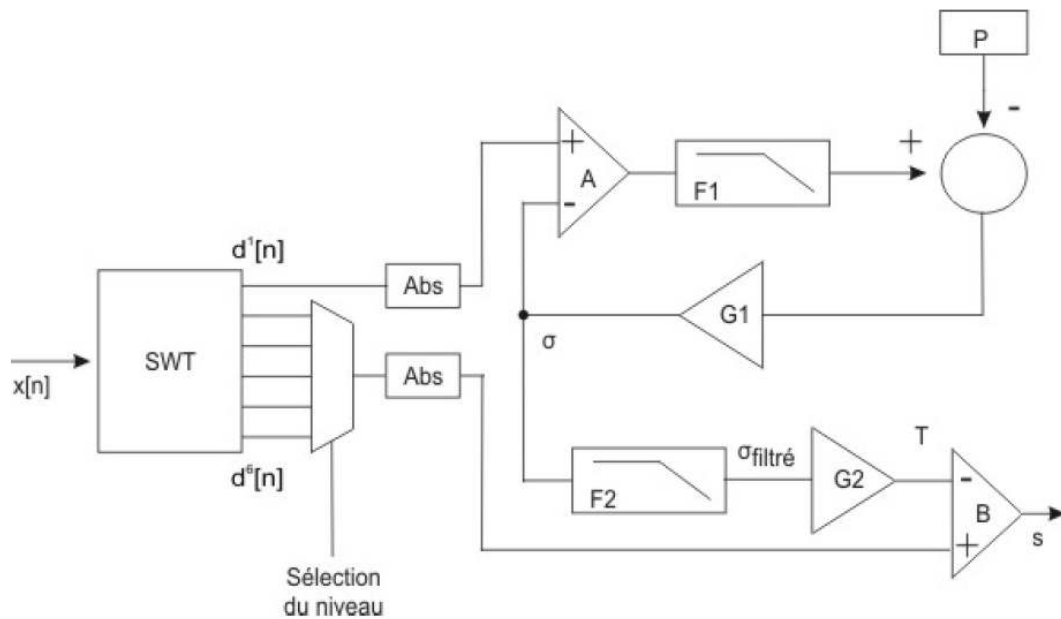 P
-
+
+
A
-
F1
d¹[n]
Abs
G1
σ
SWT
x[n]
Abs
d⁶[n]
T
σfiltré
G2
-
B
+
s
F2
Sélection
du niveau